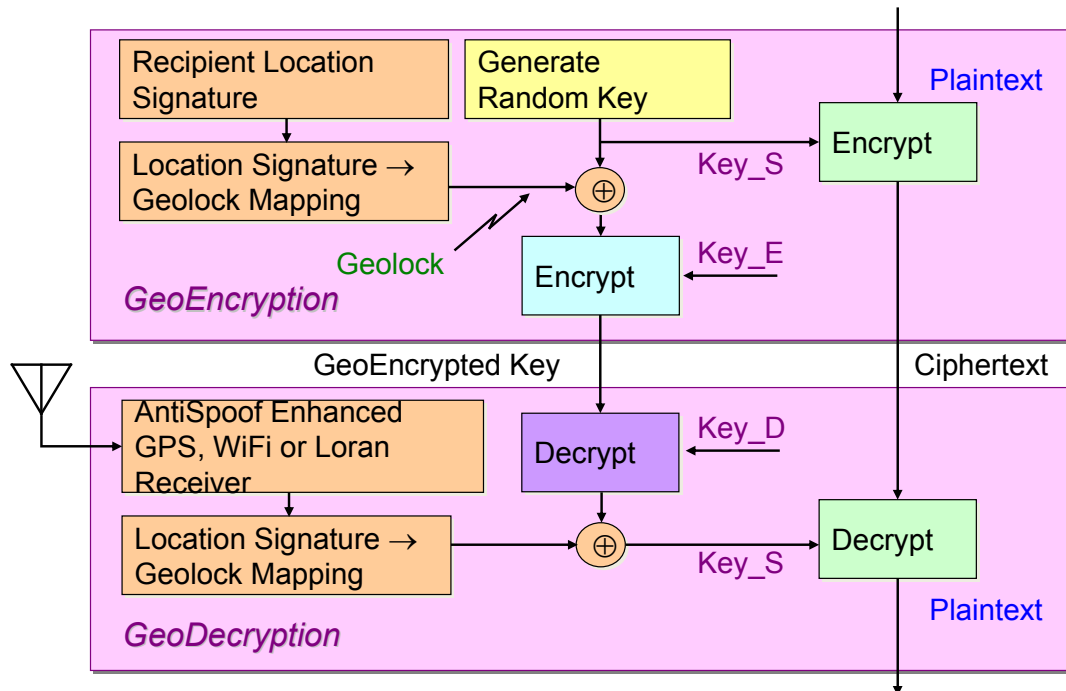 Recipient Location
Signature
Generate
Random Key
Plaintext
Encrypt
Key_S
Location Signature →
Geolock Mapping
⊕
Geolock
Encrypt
Key_E
GeoEncryption
GeoEncrypted Key
Ciphertext
AntiSpoof Enhanced
GPS, WiFi or Loran
Receiver
Decrypt
Key_D
Location Signature →
Geolock Mapping
⊕
Key_S
Decrypt
Plaintext
GeoDecryption